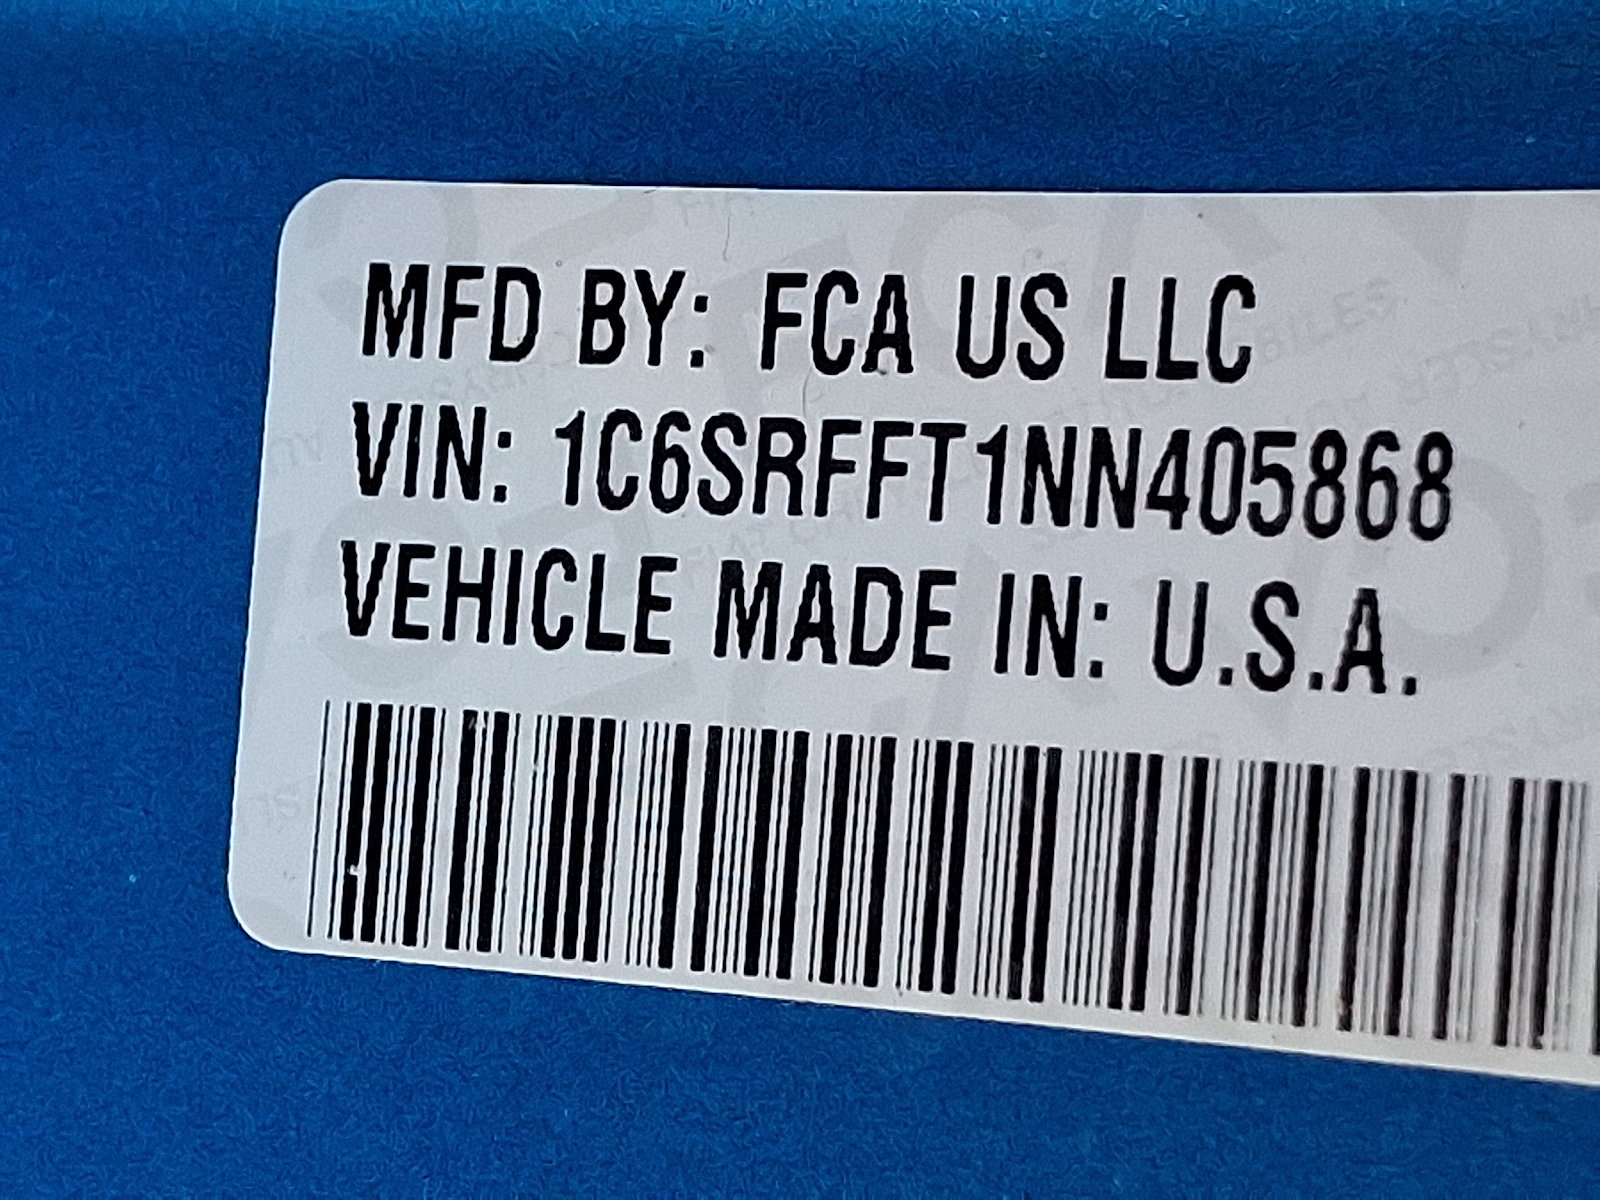 MFD BY: FCA US LLC
VIN: 1C6SRFFT1NN405868
VEHICLE MADE IN: U.S.A.